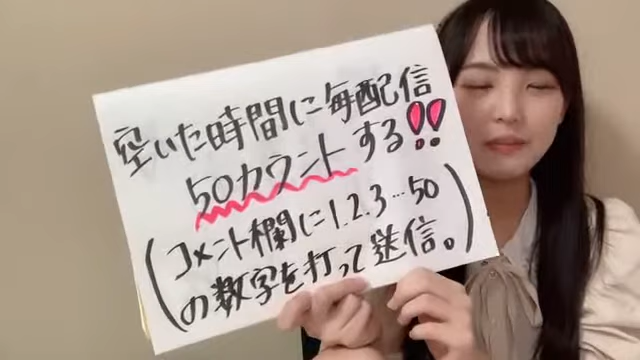 空いた時間に毎配信
50カウントする!!
(コメント欄に1.2.3…50
の数字を打って送信。)